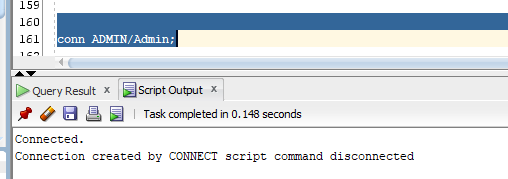 159
160
161 conn ADMIN/Admin;
162
Query Result x Script Output x
Task completed in 0.148 seconds
Connected.
Connection created by CONNECT script command disconnected